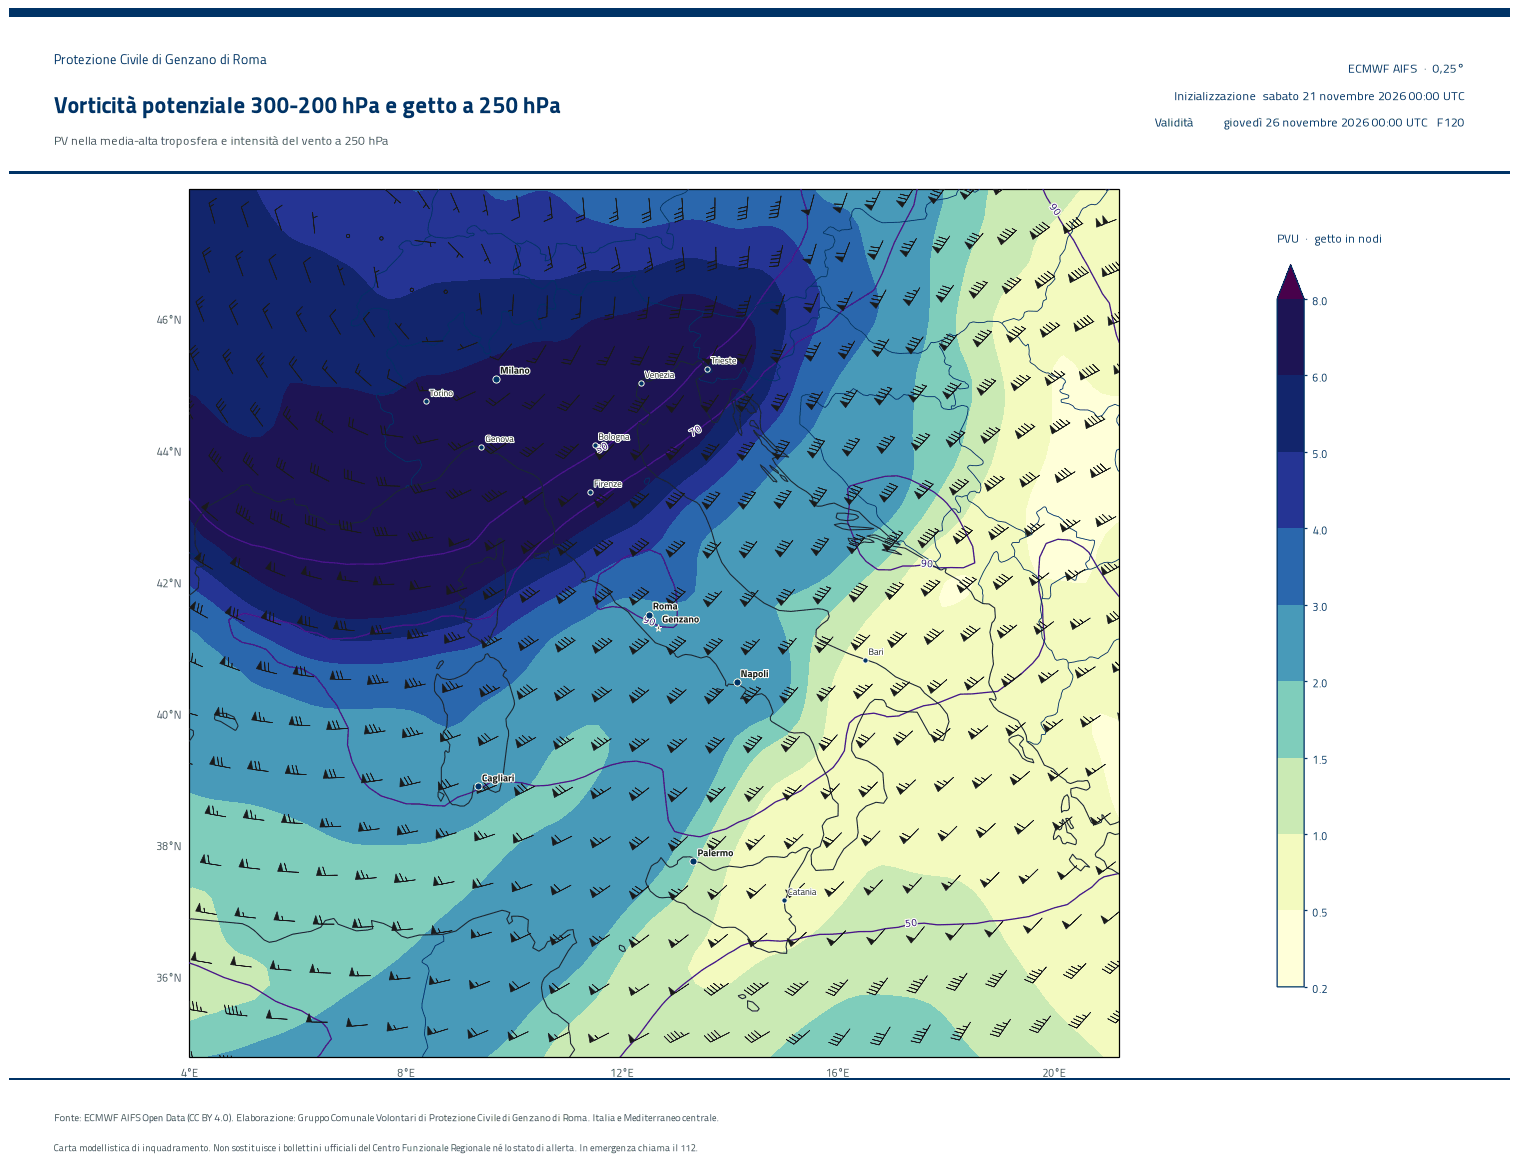 Protezione Civile di Genzano di Roma
Vorticità potenziale 300-200 hPa e getto a 250 hPa
PV nella media-alta troposfera e intensità del vento a 250 hPa
ECMWF AIFS · 0,25°
Inizializzazione sabato 21 novembre 2026 00:00 UTC
Validità giovedì 26 novembre 2026 00:00 UTC F120
PVU · getto in nodi
8.0
6.0
5.0
4.0
3.0
2.0
1.5
1.0
0.5
0.2
46°N
44°N
42°N
40°N
38°N
36°N
4°E
8°E
12°E
16°E
20°E
90
Trieste
Milano
Venezia
Torino
70
Bologna
50
Genova
Firenze
90
Roma
90
Genzano
Bari
Napoli
Cagliari
Palermo
Catania
50
Fonte: ECMWF AIFS Open Data (CC BY 4.0). Elaborazione: Gruppo Comunale Volontari di Protezione Civile di Genzano di Roma. Italia e Mediterraneo centrale.
Carta modellistica di inquadramento. Non sostituisce i bollettini ufficiali del Centro Funzionale Regionale né lo stato di allerta. In emergenza chiama il 112.